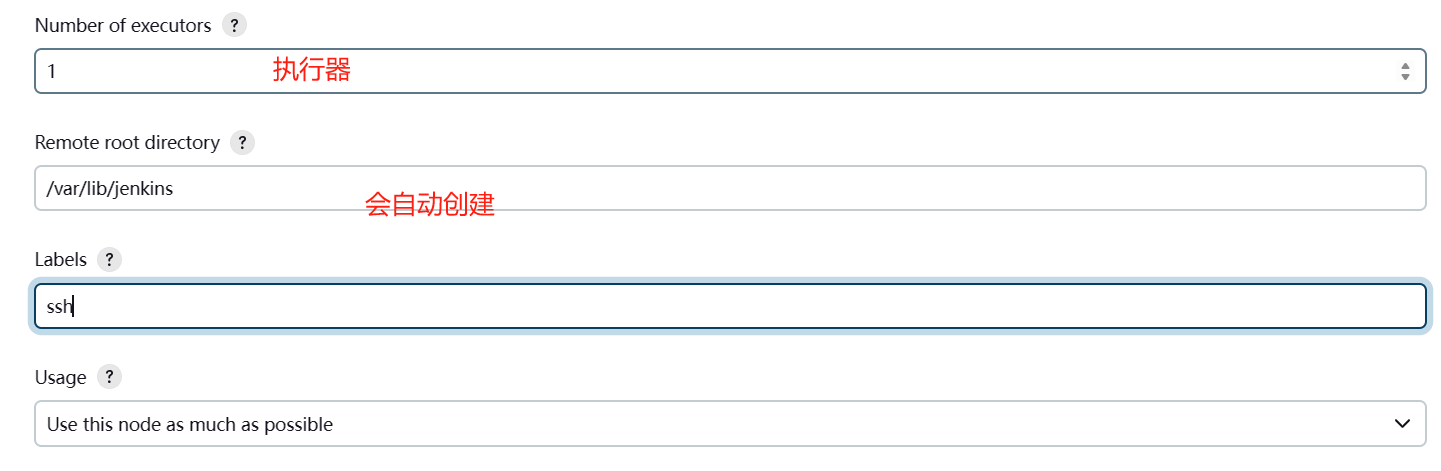 Number of executors ?
1
执行器
Remote root directory ?
/var/lib/jenkins
会自动创建
Labels ?
ssh
Usage ?
Use this node as much as possible